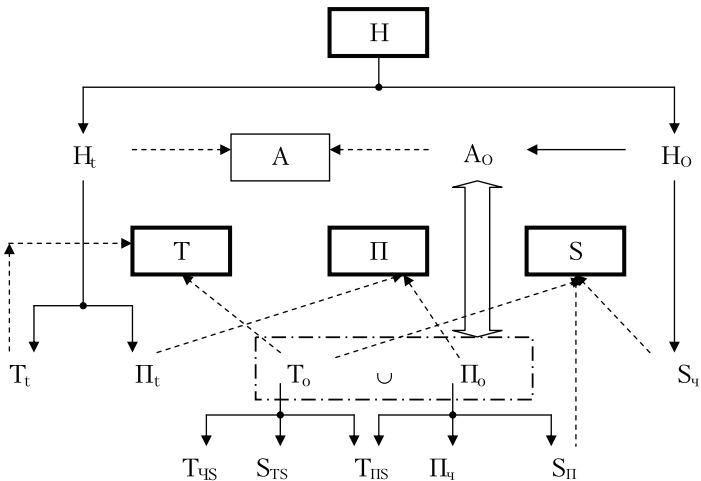 Н
Нt А АО НО
Т П S
Тt Пt То ∪ По Sч
ТЧS STS ТПS Пч SП